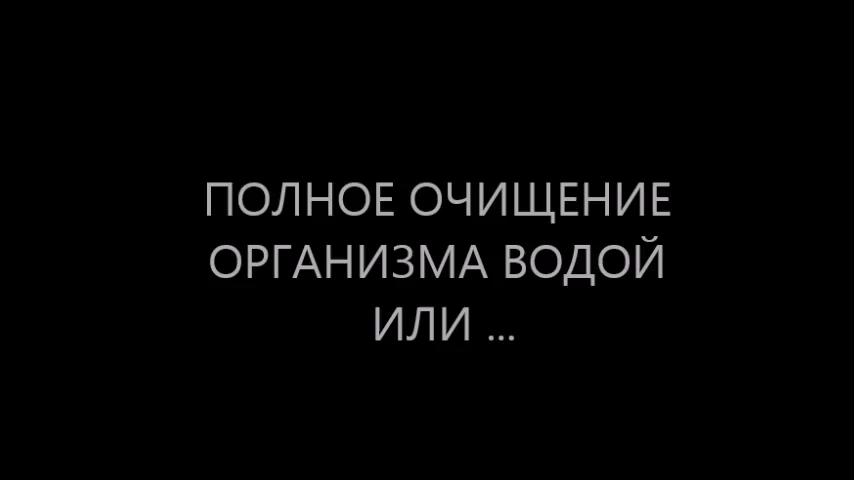 ПОЛНОЕ ОЧИЩЕНИЕ
ОРГАНИЗМА ВОДОЙ
ИЛИ ...